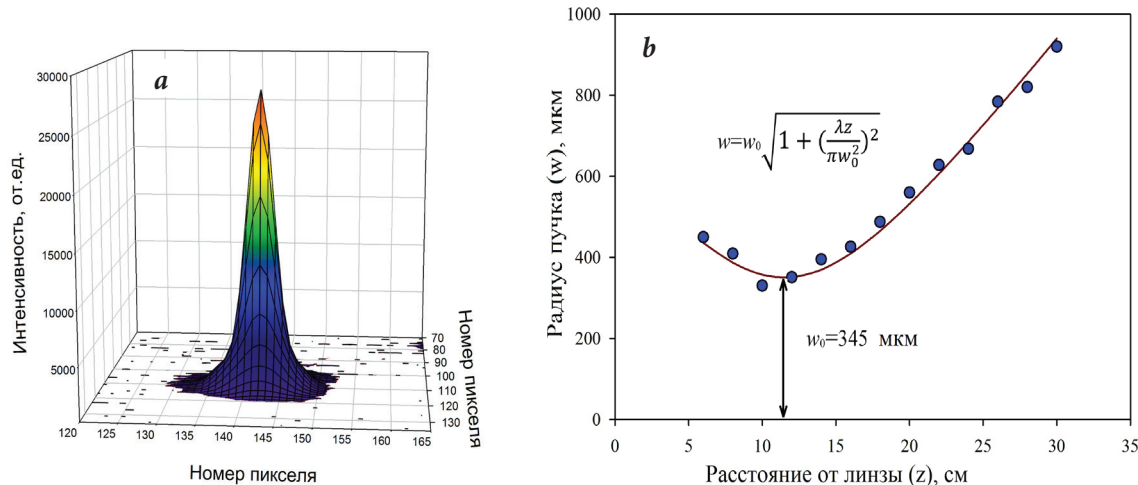 a
30000
25000
20000
15000
10000
5000
Интенсивность, от.ед.
120 125 130 135 140 145 150 155 160 165
Номер пикселя
70
80
90
100
110
120
130
Номер пикселя
b
1000
800
600
400
200
0
Радиус пучка (w), мкм
w=w₀√(1 + (λz/πw₀²)²)
w₀=345 мкм
0 5 10 15 20 25 30 35
Расстояние от линзы (z), см